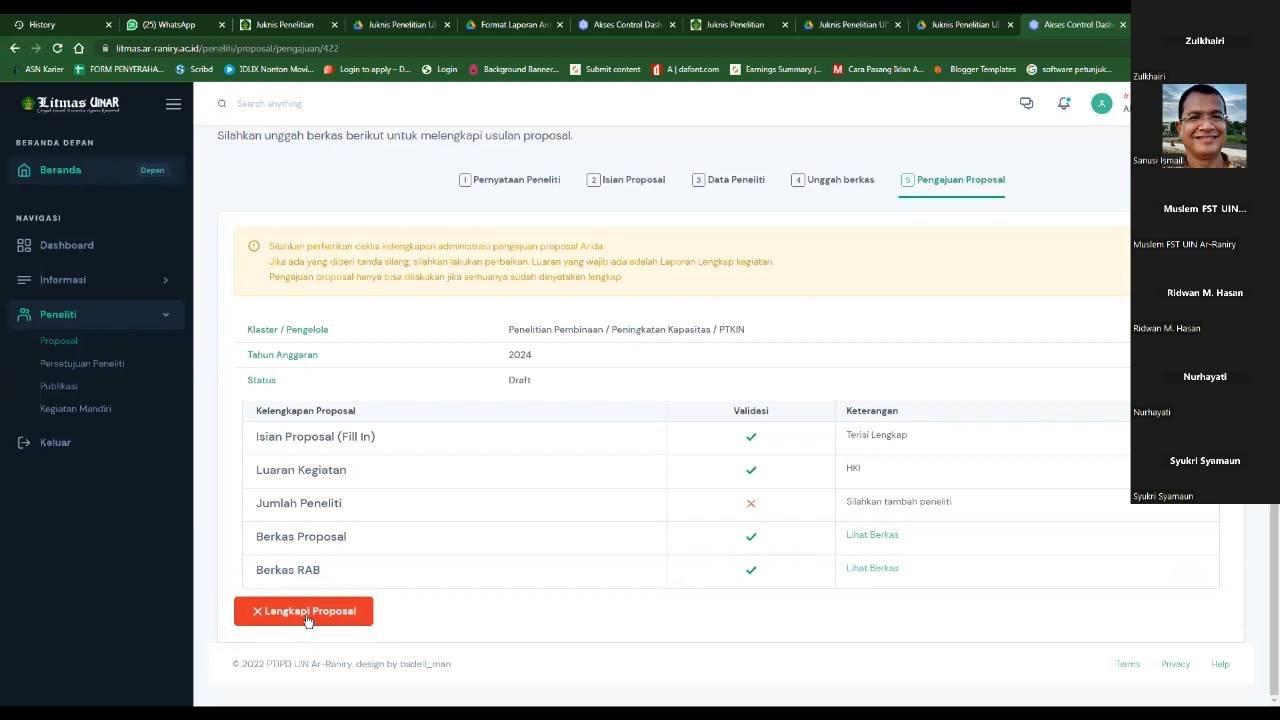 History
(25) WhatsApp
Juknis Penelitian
Juknis Penelitian UI
Format Laporan An
Akses Control Dash
Juknis Penelitian
Juknis Penelitian UI
Juknis Penelitian UI
Akses Control Dash
litmas.ar-raniry.ac.id/peneliti/proposal/pengajuan/422
ASN Karier
FORM PENYERAHA...
Scribd
IDLIX Nonton Movi...
Login to apply – D...
Login
Background Banner...
Submit content
A | dafont.com
Earnings Summary |...
Cara Pasang Iklan A...
Blogger Templates
software petunjuk...
Litmas UINAR
Search anything
BERANDA DEPAN
Beranda
Depan
NAVIGASI
Dashboard
Informasi
Peneliti
Proposal
Persetujuan Peneliti
Publikasi
Kegiatan Mandiri
Keluar
Silahkan unggah berkas berikut untuk melengkapi usulan proposal.
1 Pernyataan Peneliti
2 Isian Proposal
3 Data Peneliti
4 Unggah berkas
5 Pengajuan Proposal
Silahkan perhatikan ceklis kelengkapan administrasi pengajuan proposal Anda.
Jika ada yang diberi tanda silang, silahkan lakukan perbaikan. Luaran yang wajib ada adalah Laporan Lengkap kegiatan.
Pengajuan proposal hanya bisa dilakukan jika semuanya sudah dinyatakan lengkap
Klaster / Pengelola Penelitian Pembinaan / Peningkatan Kapasitas / PTKIN
Tahun Anggaran 2024
Status Draft
Kelengkapan Proposal Validasi Keterangan
Isian Proposal (Fill In) Terisi Lengkap
Luaran Kegiatan HKI
Jumlah Peneliti Silahkan tambah peneliti
Berkas Proposal Lihat Berkas
Berkas RAB Lihat Berkas
Lengkapi Proposal
© 2022 PTIPD UIN Ar-Raniry. design by badell_man
Terms Privacy Help
Zulkhairi
Zulkhairi
Sanusi Ismail
Muslem FST UIN...
Muslem FST UIN Ar-Raniry
Ridwan M. Hasan
Ridwan M. Hasan
Nurhayati
Nurhayati
Syukri Syamaun
Syukri Syamaun